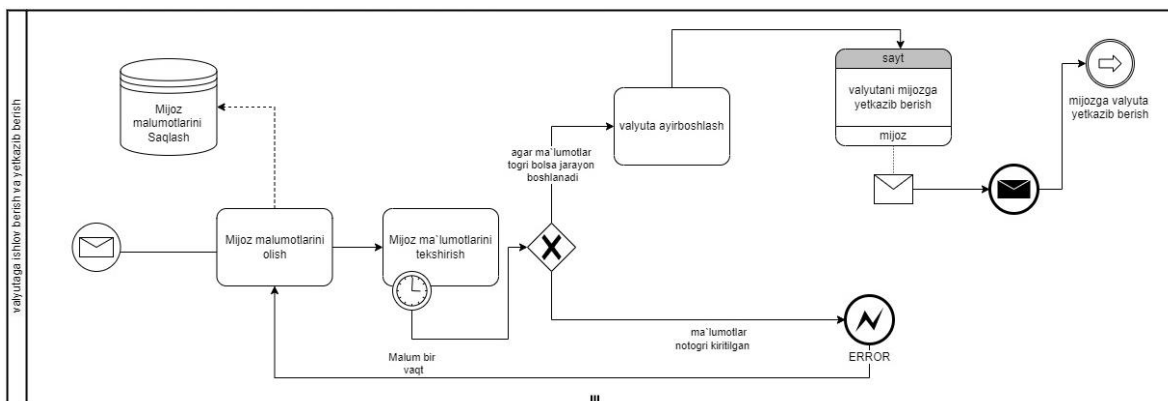 valyutaga ishlov berish va yetkazib berish
Mijoz
malumotlarini
Saqlash
Mijoz malumotlarini
olish
Mijoz ma`lumotlarini
tekshirish
Malum bir
vaqt
agar ma`lumotlar
togri bolsa jarayon
boshlanadi
valyuta ayirboshlash
sayt
valyutani mijozga
yetkazib berish
mijoz
mijozga valyuta
yetkazib berish
ma`lumotlar
notogri kiritilgan
ERROR